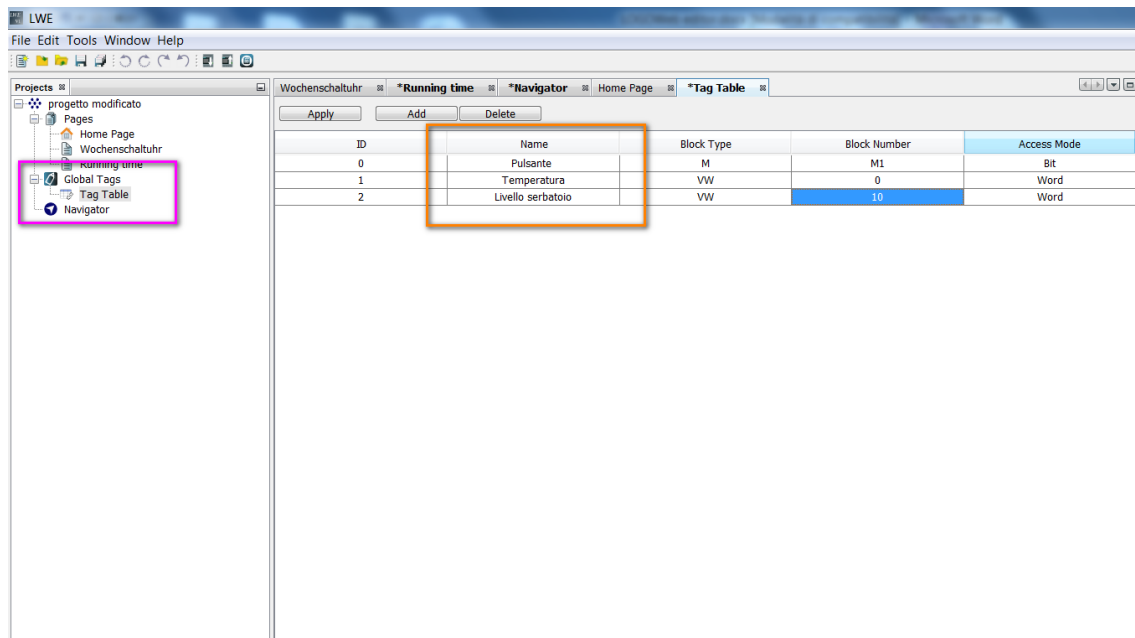 LWE
File Edit Tools Window Help
Projects
Wochenschaltuhr *Running time *Navigator Home Page *Tag Table
progetto modificato
Pages
Home Page
Wochenschaltuhr
Running time
Global Tags
Tag Table
Navigator
Apply Add Delete
ID Name Block Type Block Number Access Mode
0 Pulsante M M1 Bit
1 Temperatura VW 0 Word
2 Livello serbatoio VW 10 Word